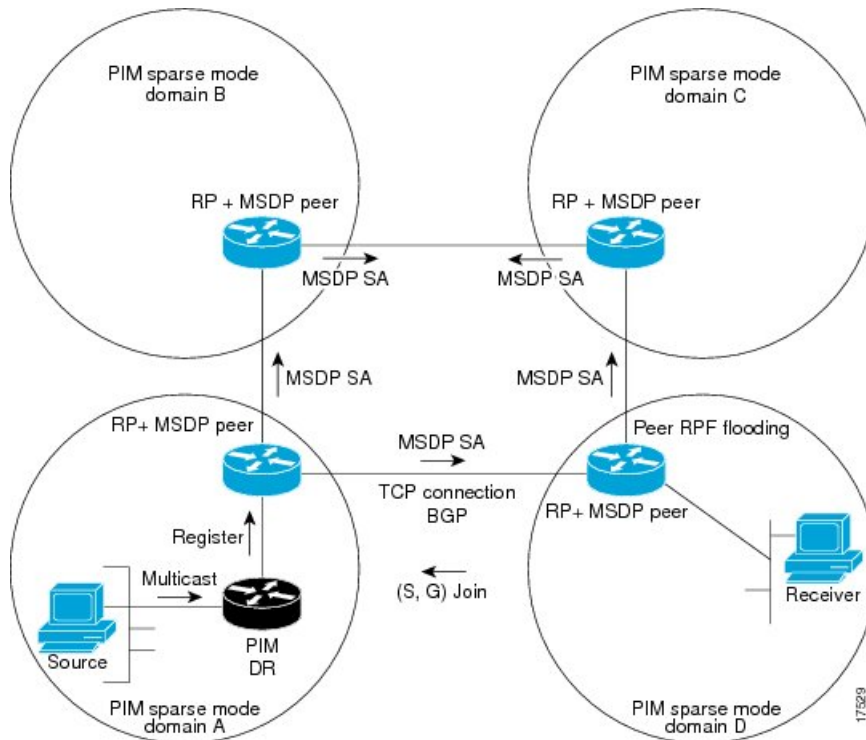 PIM sparse mode
domain B
PIM sparse mode
domain C
RP + MSDP peer
RP + MSDP peer
MSDP SA
MSDP SA
MSDP SA
MSDP SA
RP+ MSDP peer
MSDP SA
Peer RPF flooding
TCP connection
BGP
RP+ MSDP peer
Register
Multicast
(S, G) Join
Receiver
Source
PIM
DR
PIM sparse mode
domain A
PIM sparse mode
domain D
17529